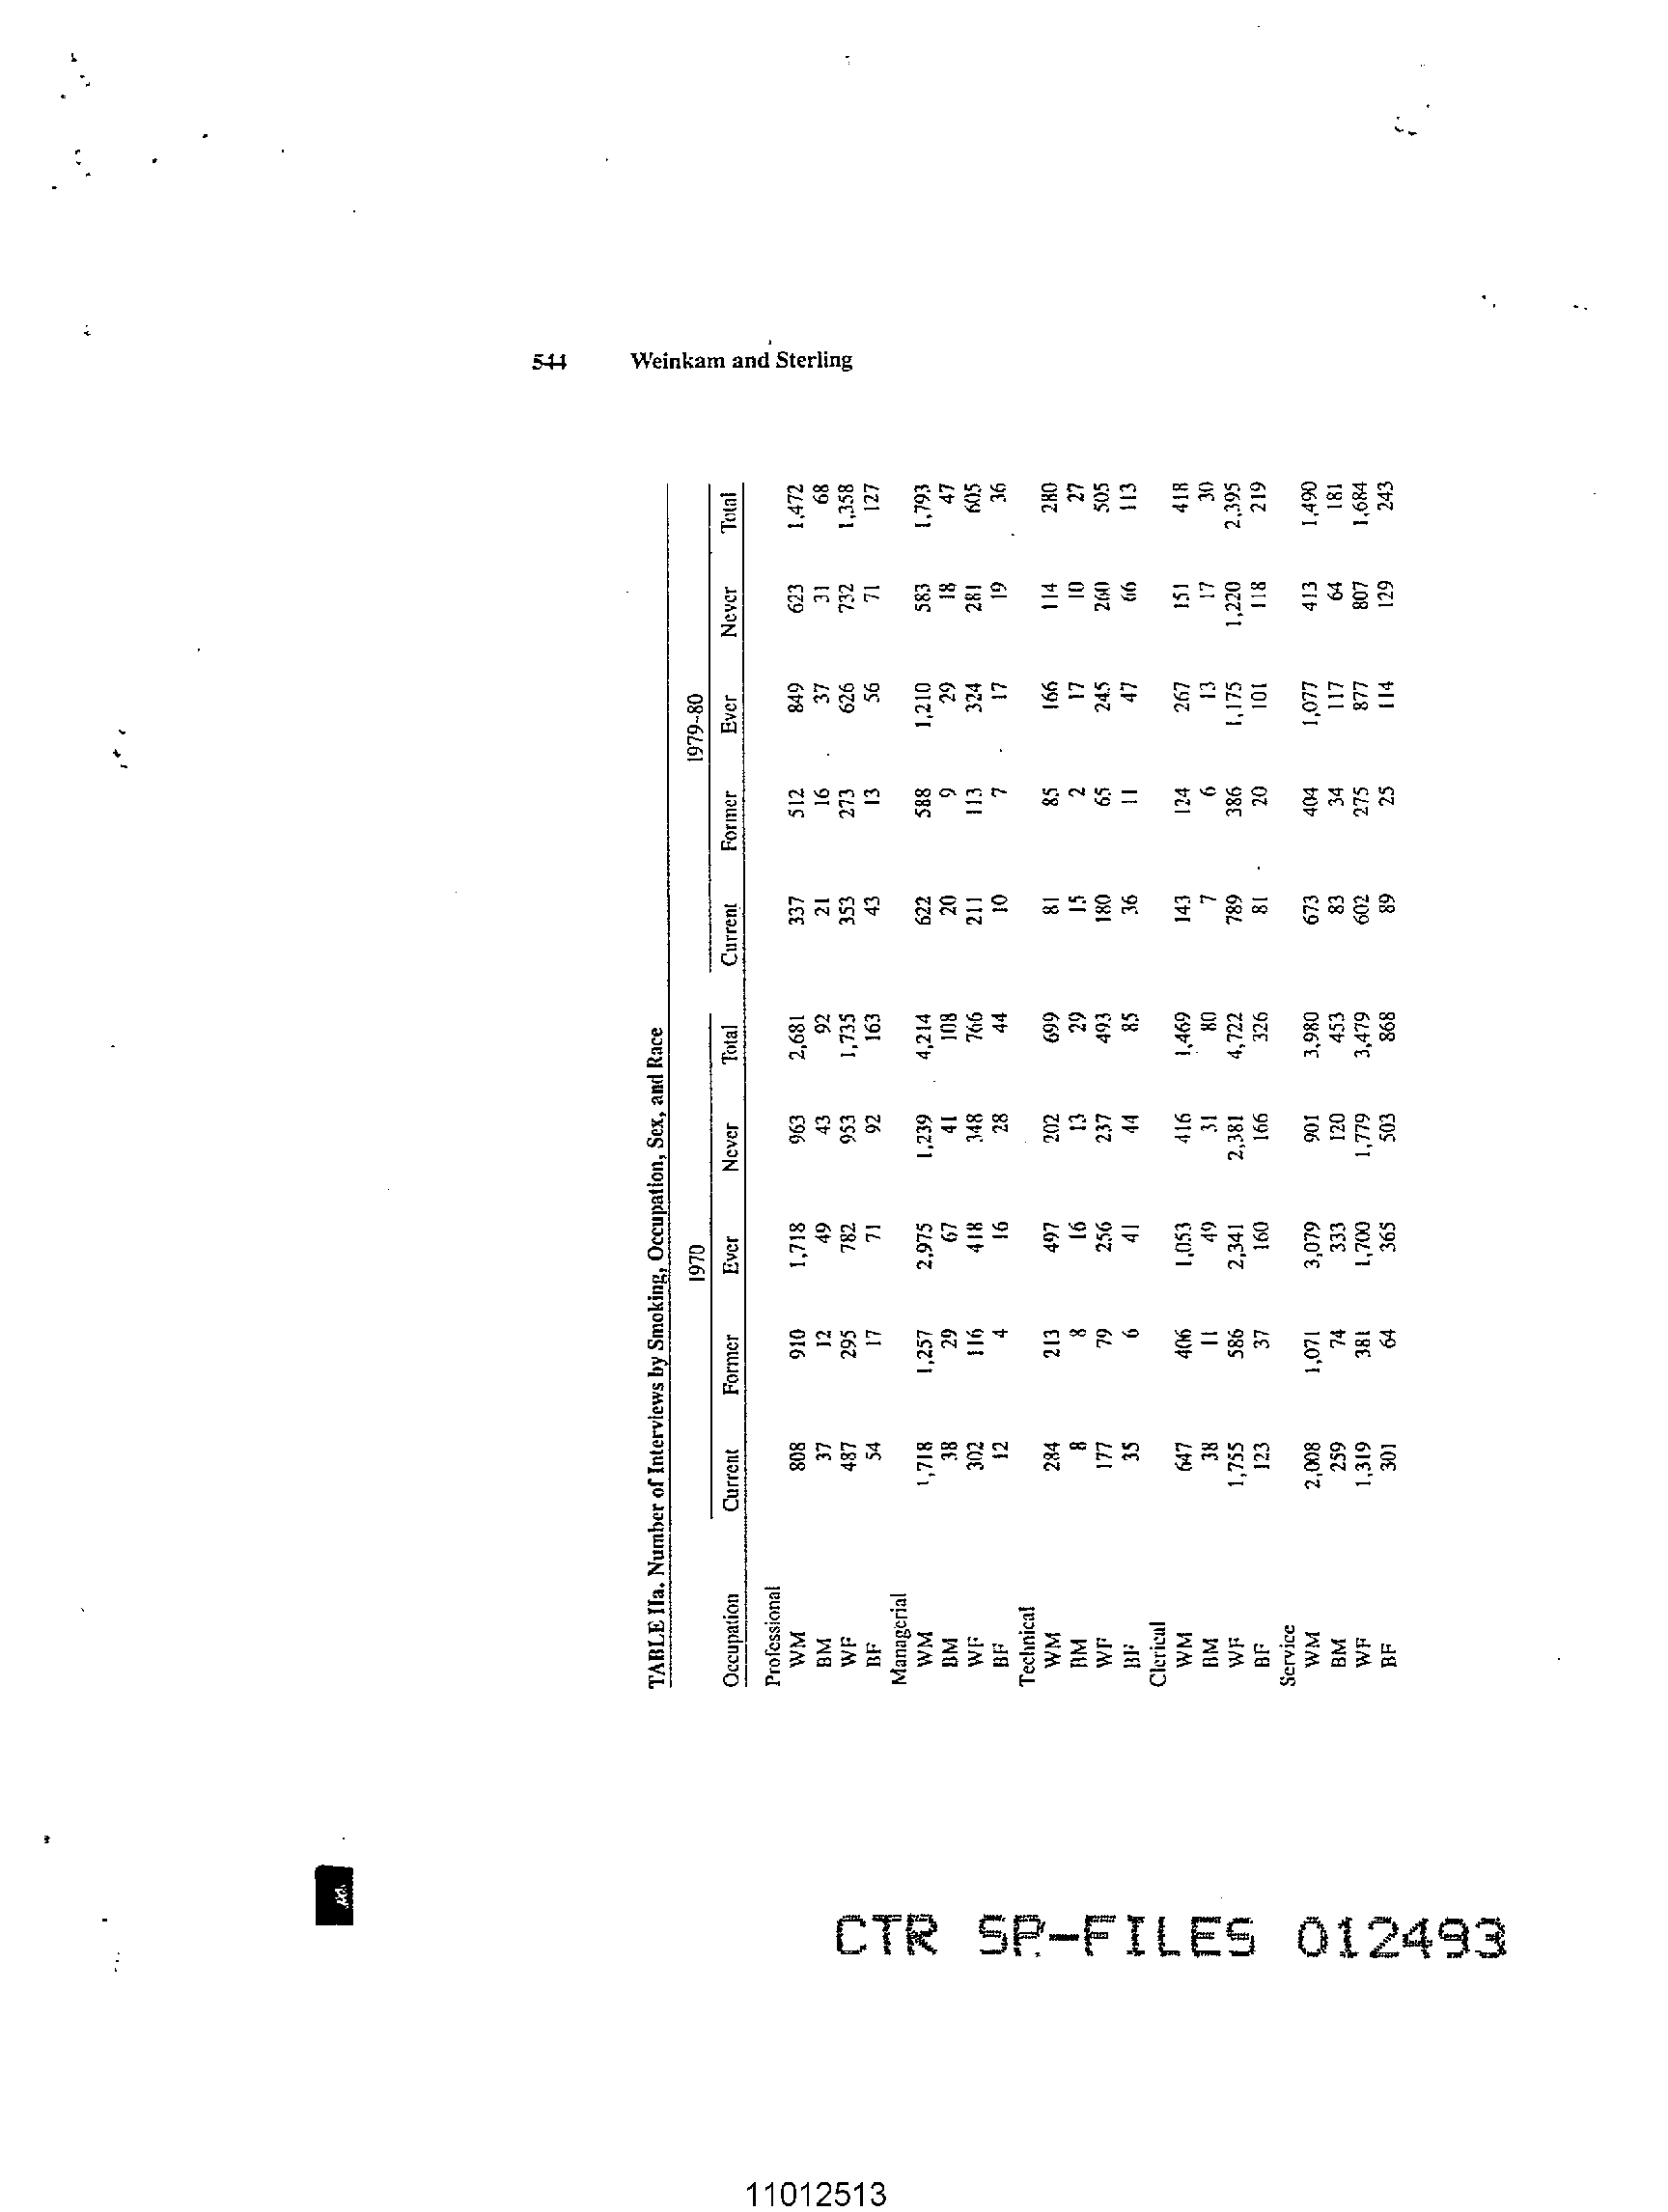 544 Weinkam and Sterling
TABLE IIa. Number of Interviews by Smoking, Occupation, Sex, and Race
1970 1979-80
Occupation Current Former Ever Never Total Current Former Ever Never Total
Professional
WM 808 910 1,718 963 2,681 337 512 849 623 1,472
BM 37 12 49 43 92 21 16 37 31 68
WF 487 295 782 953 1,735 353 273 626 732 1,358
BF 54 17 71 92 163 43 13 56 71 127
Managerial
WM 1,718 1,257 2,975 1,239 4,214 622 588 1,210 583 1,793
BM 38 29 67 41 108 20 9 29 18 47
WF 302 116 418 348 766 211 113 324 281 605
BF 12 4 16 28 44 10 7 17 19 36
Technical
WM 284 213 497 202 699 81 85 166 114 280
BM 8 8 16 13 29 15 2 17 10 27
WF 177 79 256 237 493 180 65 245 260 505
BF 35 6 41 44 85 36 11 47 66 113
Clerical
WM 647 406 1,053 416 1,469 143 124 267 151 418
BM 38 11 49 31 80 7 6 13 17 30
WF 1,755 586 2,341 2,381 4,722 789 386 1,175 1,220 2,395
BF 123 37 160 166 326 81 20 101 118 219
Service
WM 2,008 1,071 3,079 901 3,980 673 404 1,077 413 1,490
BM 259 74 333 120 453 83 34 117 64 181
WF 1,319 381 1,700 1,779 3,479 602 275 877 807 1,684
BF 301 64 365 503 868 89 25 114 129 243
CTR SP-FILES 012493
11012513